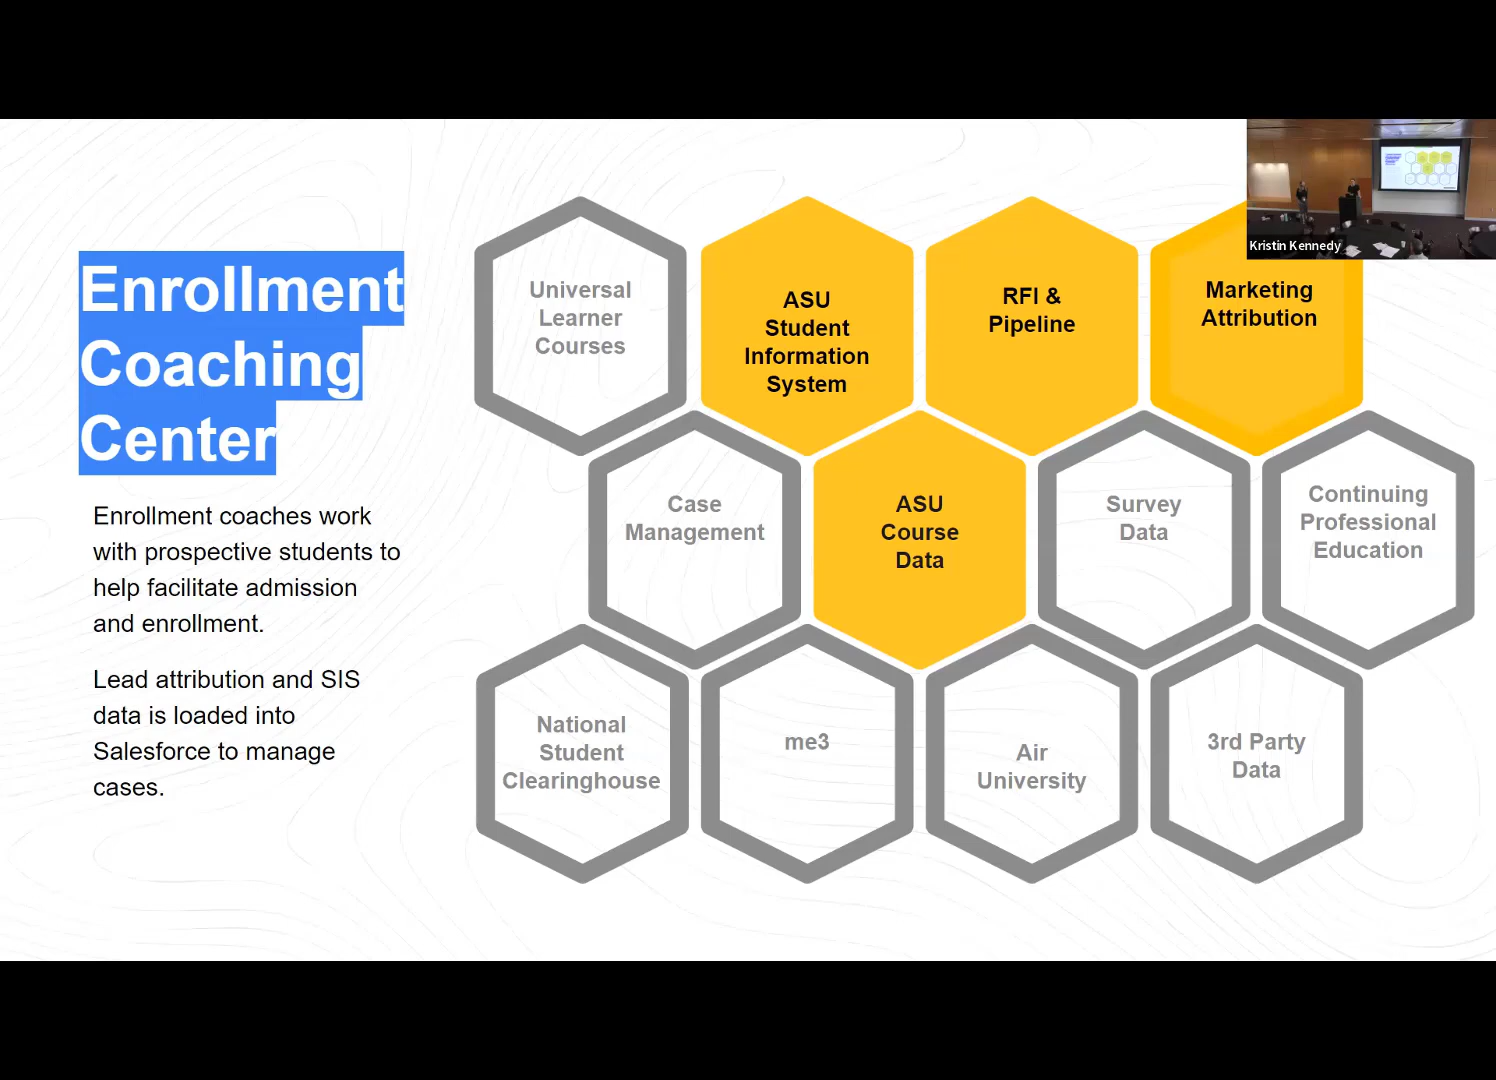 Enrollment
Coaching
Center
Enrollment coaches work
with prospective students to
help facilitate admission
and enrollment.
Lead attribution and SIS
data is loaded into
Salesforce to manage
cases.
Universal
Learner
Courses
ASU
Student
Information
System
RFI &
Pipeline
Marketing
Attribution
Kristin Kennedy
Case
Management
ASU
Course
Data
Survey
Data
Continuing
Professional
Education
National
Student
Clearinghouse
me3
Air
University
3rd Party
Data